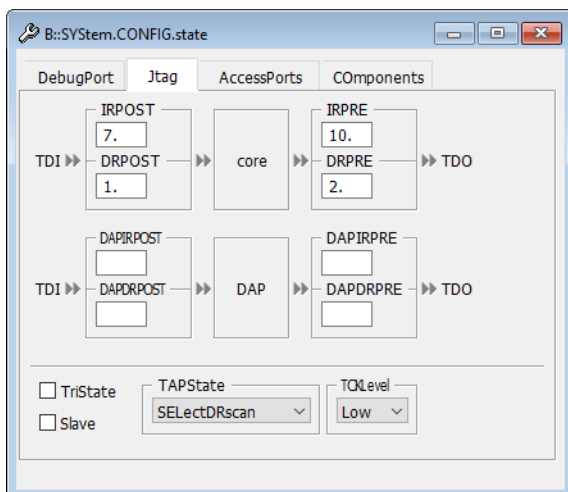 B::SYStem.CONFIG.state
DebugPort Jtag AccessPorts COmponents
IRPOST IRPRE
7. 10.
TDI DRPOST core DRPRE TDO
1. 2.
DAPIRPOST DAPIRPRE
TDI DAPDRPOST DAP DAPDRPRE TDO
TriState TAPState TCKLevel
SELectDRscan Low
Slave